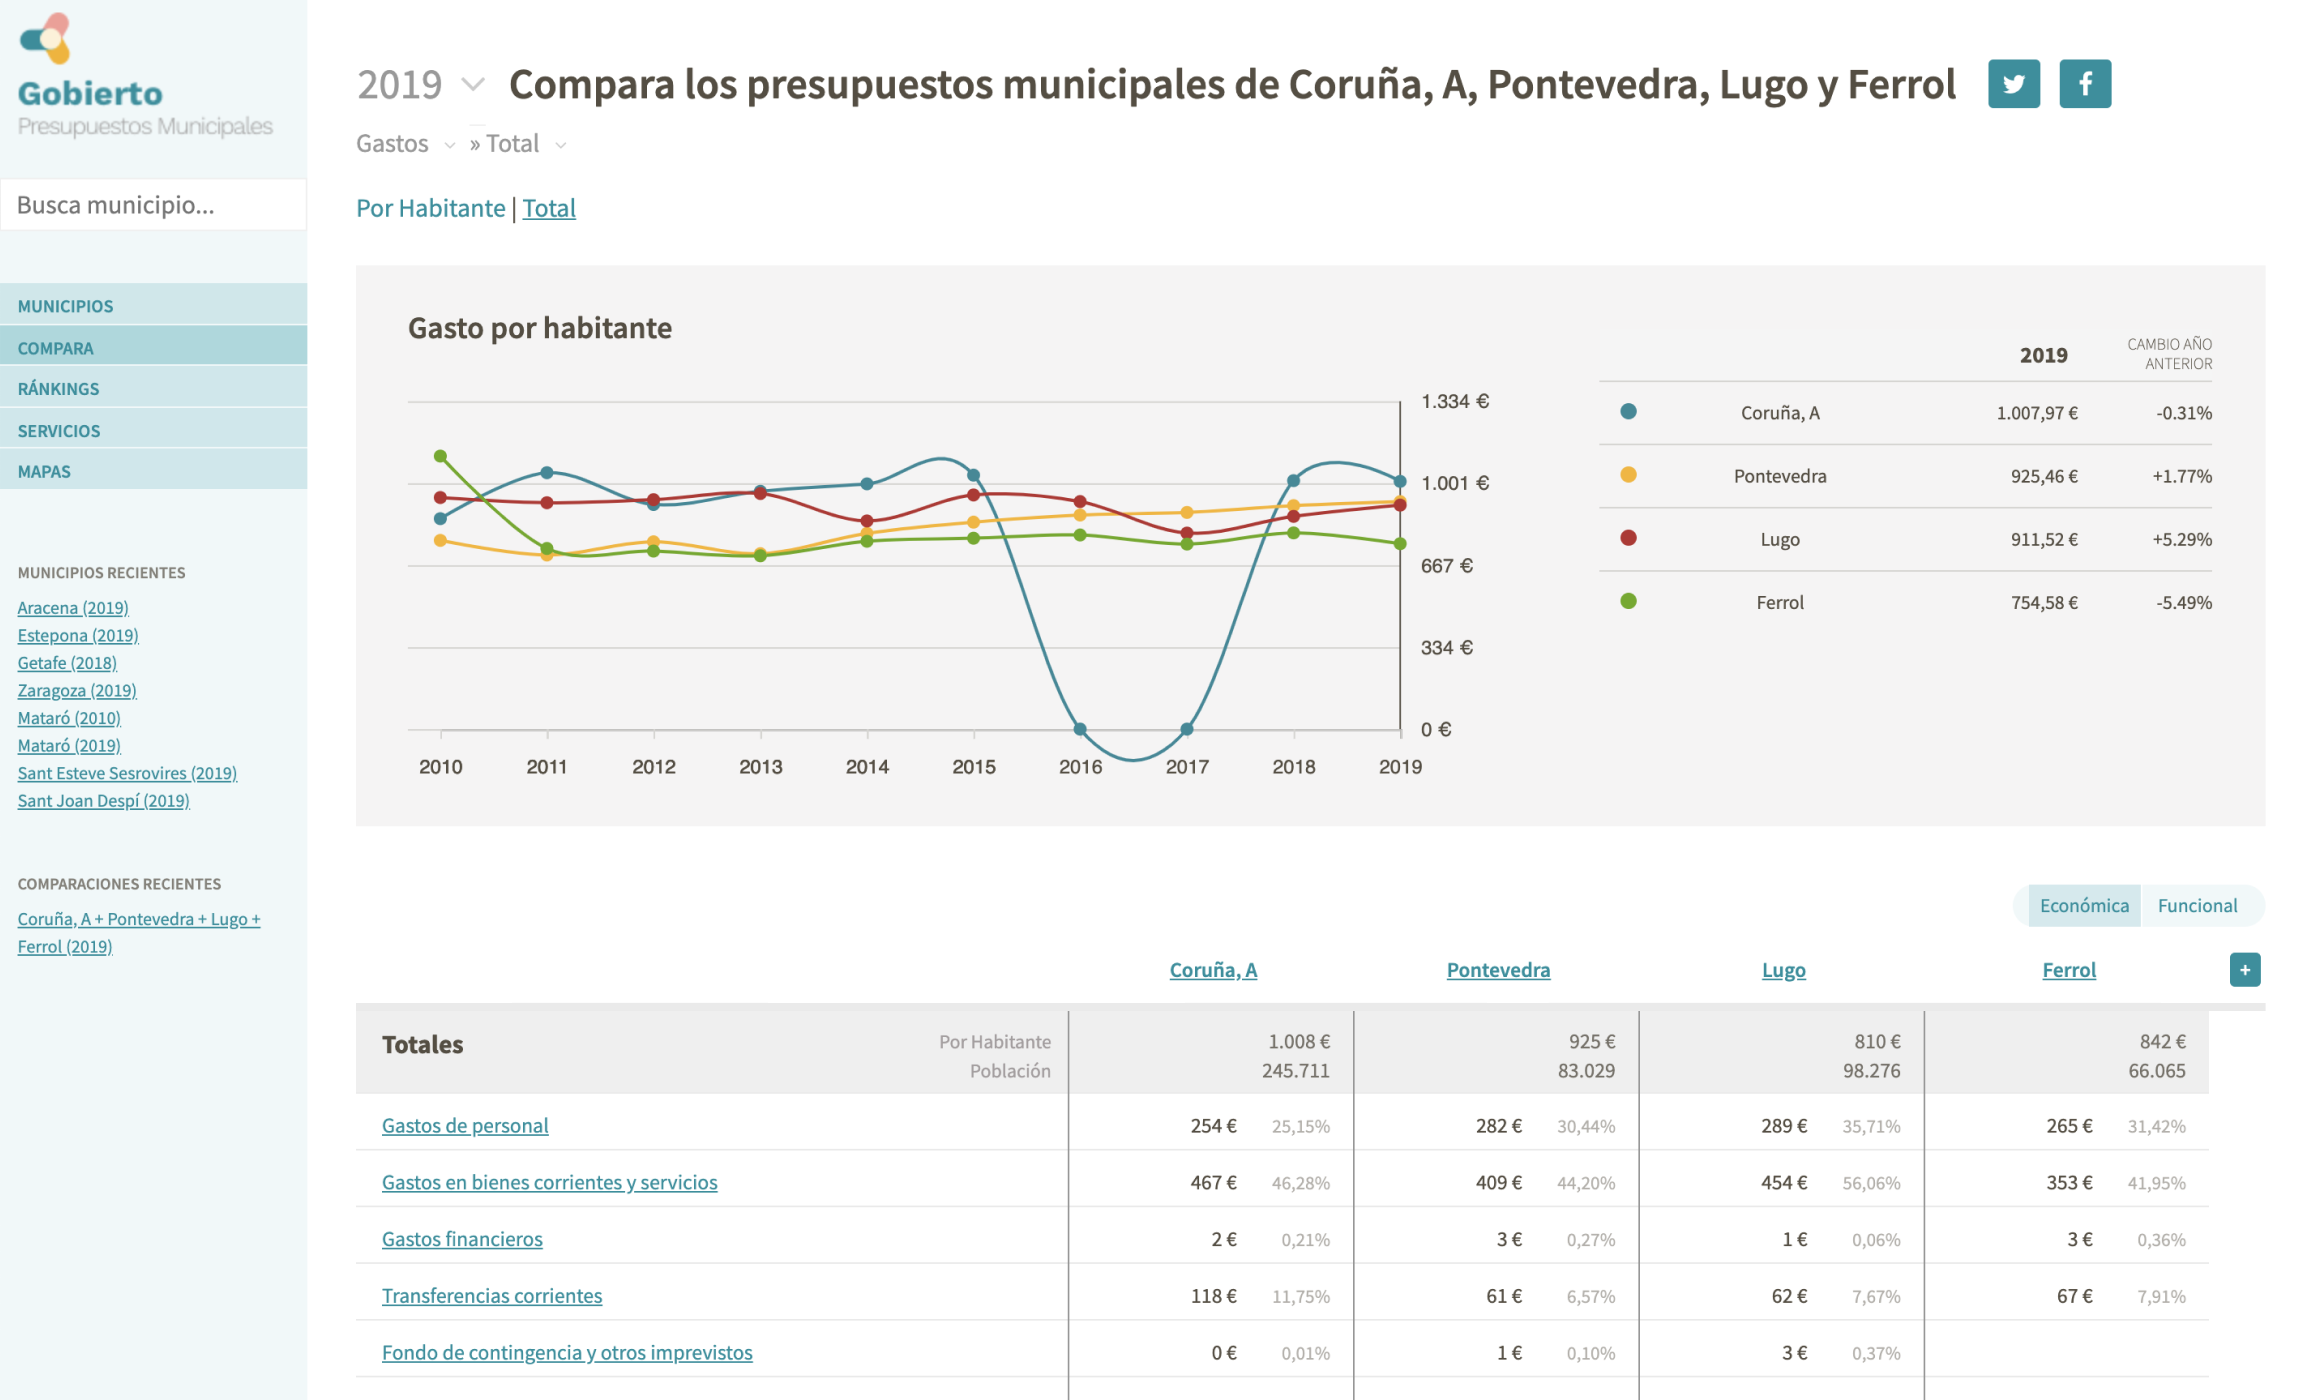 Gobierto
Presupuestos Municipales
Busca municipio...
MUNICIPIOS
COMPARA
RÁNKINGS
SERVICIOS
MAPAS
MUNICIPIOS RECIENTES
Aracena (2019)
Estepona (2019)
Getafe (2018)
Zaragoza (2019)
Mataró (2010)
Mataró (2019)
Sant Esteve Sesrovires (2019)
Sant Joan Despí (2019)
COMPARACIONES RECIENTES
Coruña, A + Pontevedra + Lugo +
Ferrol (2019)
2019 Compara los presupuestos municipales de Coruña, A, Pontevedra, Lugo y Ferrol
Gastos » Total
Por Habitante | Total
Gasto por habitante
1.334 €
1.001 €
667 €
334 €
0 €
2010 2011 2012 2013 2014 2015 2016 2017 2018 2019
2019 CAMBIO AÑO
ANTERIOR
Coruña, A 1.007,97 € -0.31%
Pontevedra 925,46 € +1.77%
Lugo 911,52 € +5.29%
Ferrol 754,58 € -5.49%
Económica Funcional
Coruña, A Pontevedra Lugo Ferrol +
Totales Por Habitante 1.008 € 925 € 810 € 842 €
Población 245.711 83.029 98.276 66.065
Gastos de personal 254 € 25,15% 282 € 30,44% 289 € 35,71% 265 € 31,42%
Gastos en bienes corrientes y servicios 467 € 46,28% 409 € 44,20% 454 € 56,06% 353 € 41,95%
Gastos financieros 2 € 0,21% 3 € 0,27% 1 € 0,06% 3 € 0,36%
Transferencias corrientes 118 € 11,75% 61 € 6,57% 62 € 7,67% 67 € 7,91%
Fondo de contingencia y otros imprevistos 0 € 0,01% 1 € 0,10% 3 € 0,37%